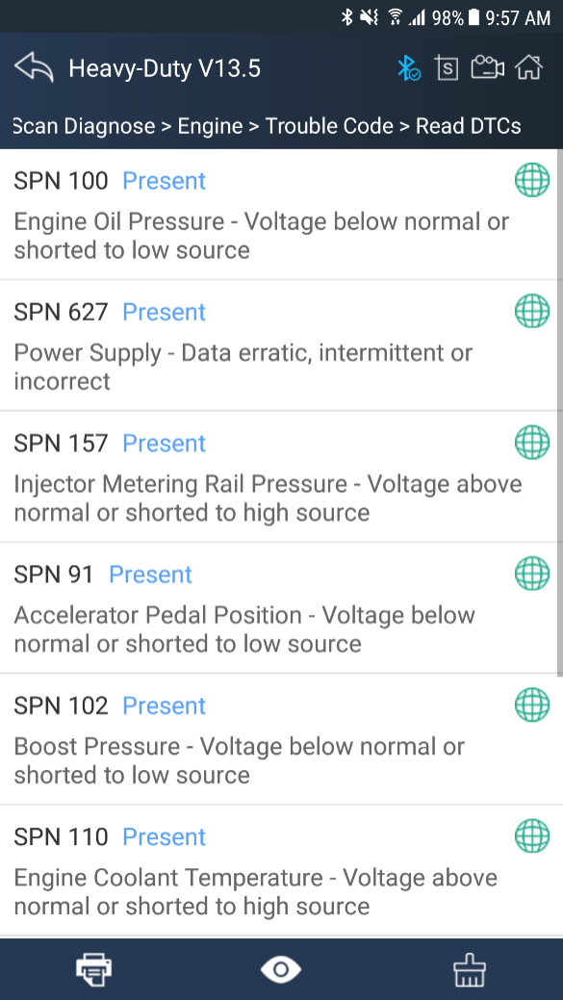 98% 9:57 AM
Heavy-Duty V13.5
S
Scan Diagnose > Engine > Trouble Code > Read DTCs
SPN 100 Present
Engine Oil Pressure - Voltage below normal or
shorted to low source
SPN 627 Present
Power Supply - Data erratic, intermittent or
incorrect
SPN 157 Present
Injector Metering Rail Pressure - Voltage above
normal or shorted to high source
SPN 91 Present
Accelerator Pedal Position - Voltage below
normal or shorted to low source
SPN 102 Present
Boost Pressure - Voltage below normal or
shorted to low source
SPN 110 Present
Engine Coolant Temperature - Voltage above
normal or shorted to high source